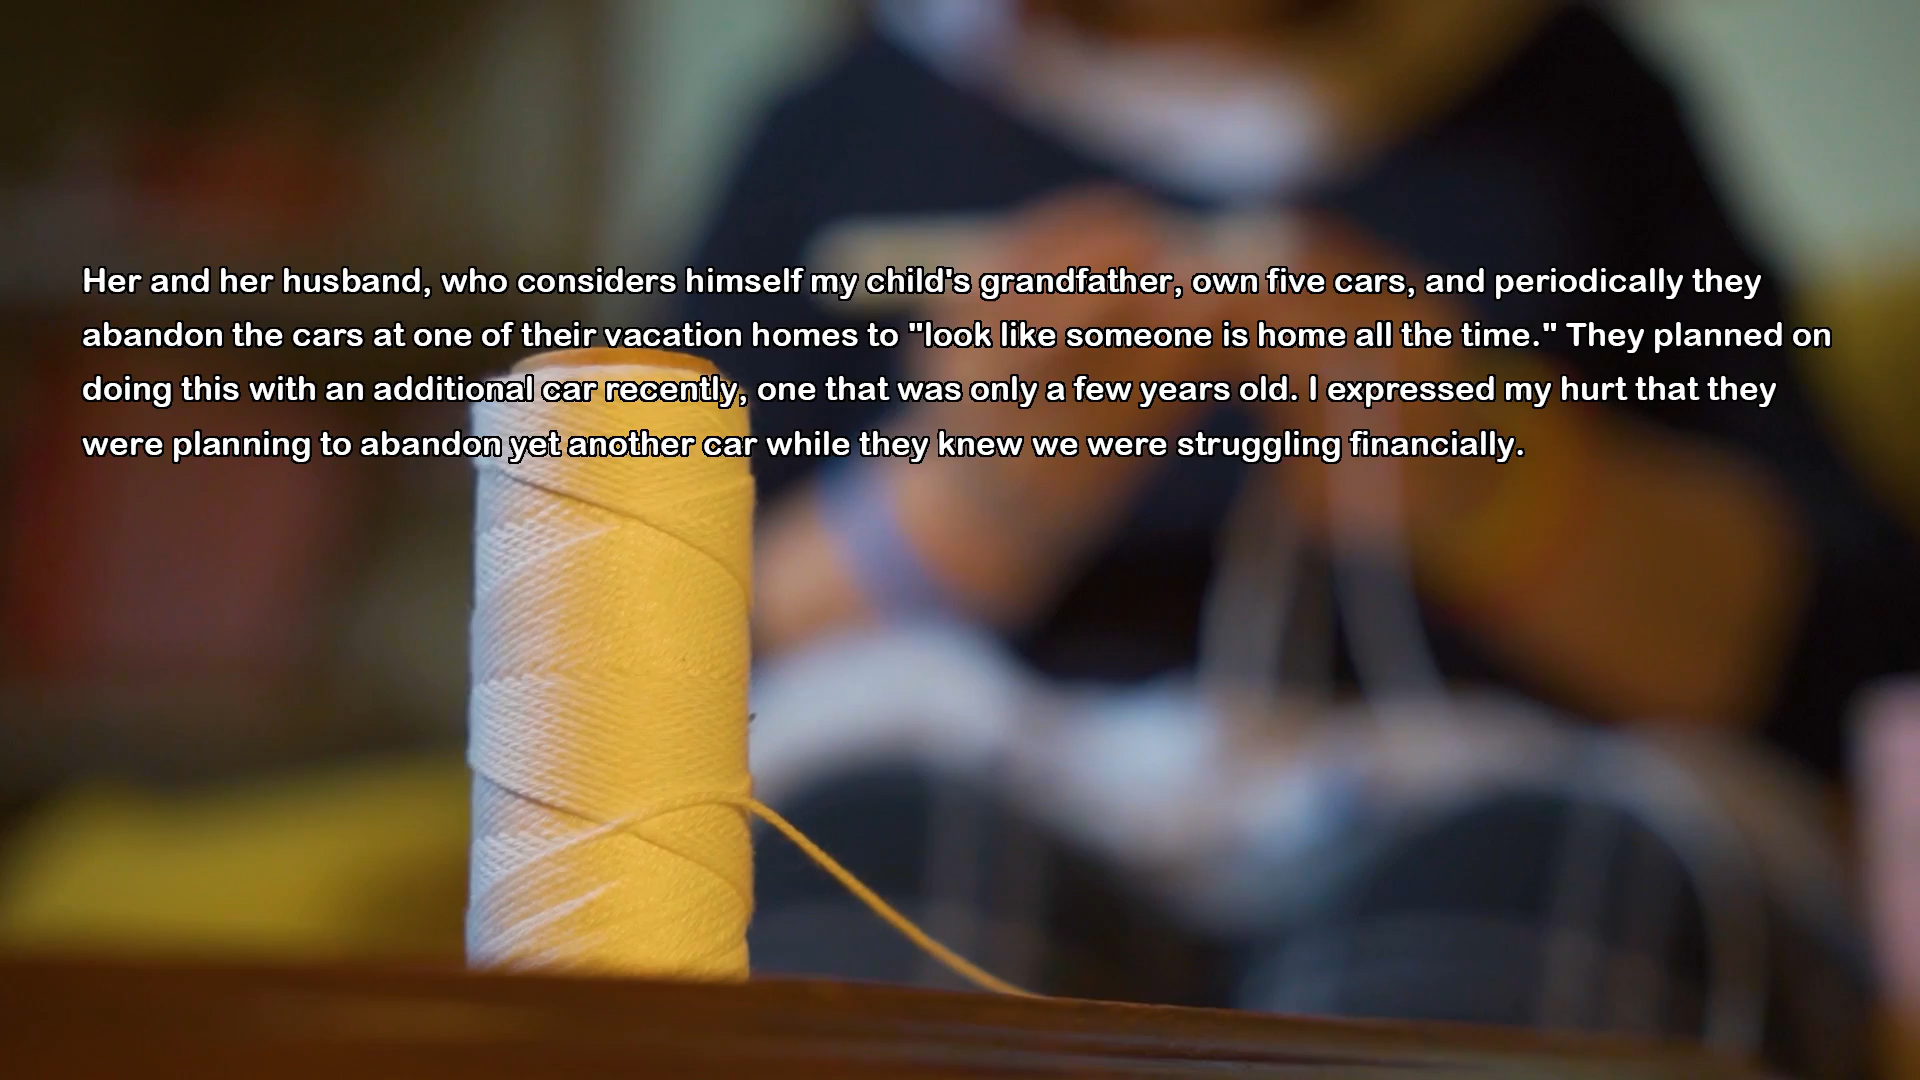 Her and her husband, who considers himself my child's grandfather, own five cars, and periodically they
abandon the cars at one of their vacation homes to "look like someone is home all the time." They planned on
doing this with an additional car recently, one that was only a few years old. I expressed my hurt that they
were planning to abandon yet another car while they knew we were struggling financially.